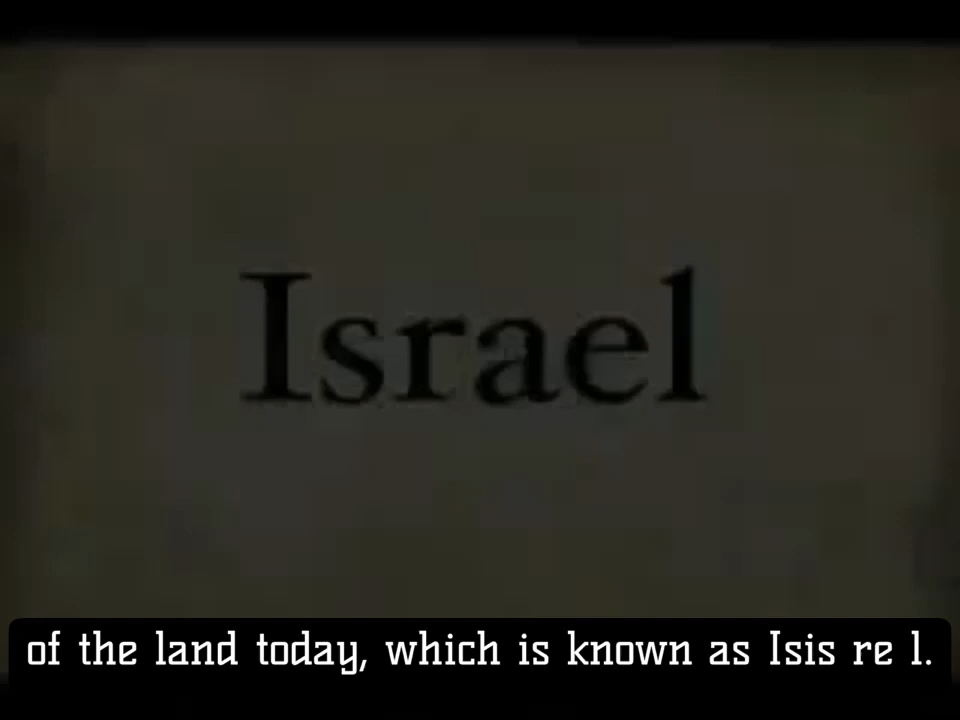 Israel
of the land today, which is known as Isis re l.